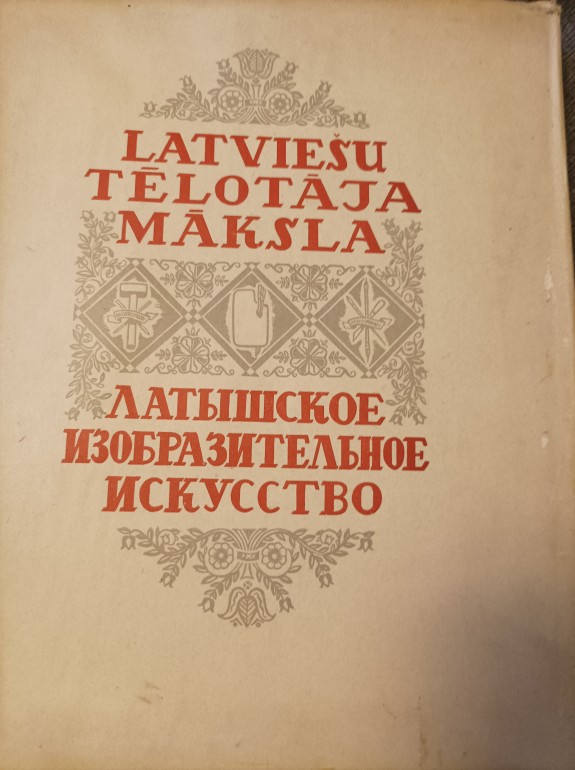 LATVIEŠU
TĒLOTĀJA
MĀKSLA
ЛАТЫШСКОЕ
ИЗОБРАЗИТЕЛЬНОЕ
ИСКУССТВО